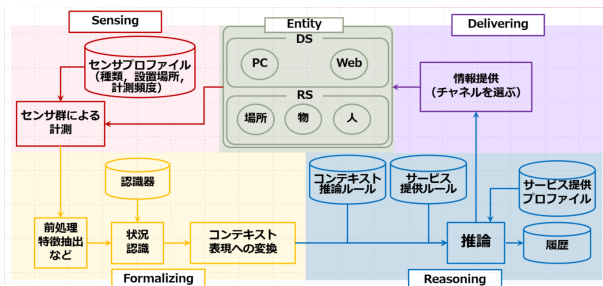 Sensing
Entity
Delivering
DS
PC
Web
RS
場所
物
人
センサプロファイル
(種類, 設置場所,
計測頻度)
センサ群による
計測
情報提供
(チャネルを選ぶ)
認識器
コンテキスト
推論ルール
サービス
提供ルール
サービス提供
プロファイル
前処理
特徴抽出
など
状況
認識
コンテキスト
表現への変換
推論
履歴
Formalizing
Reasoning